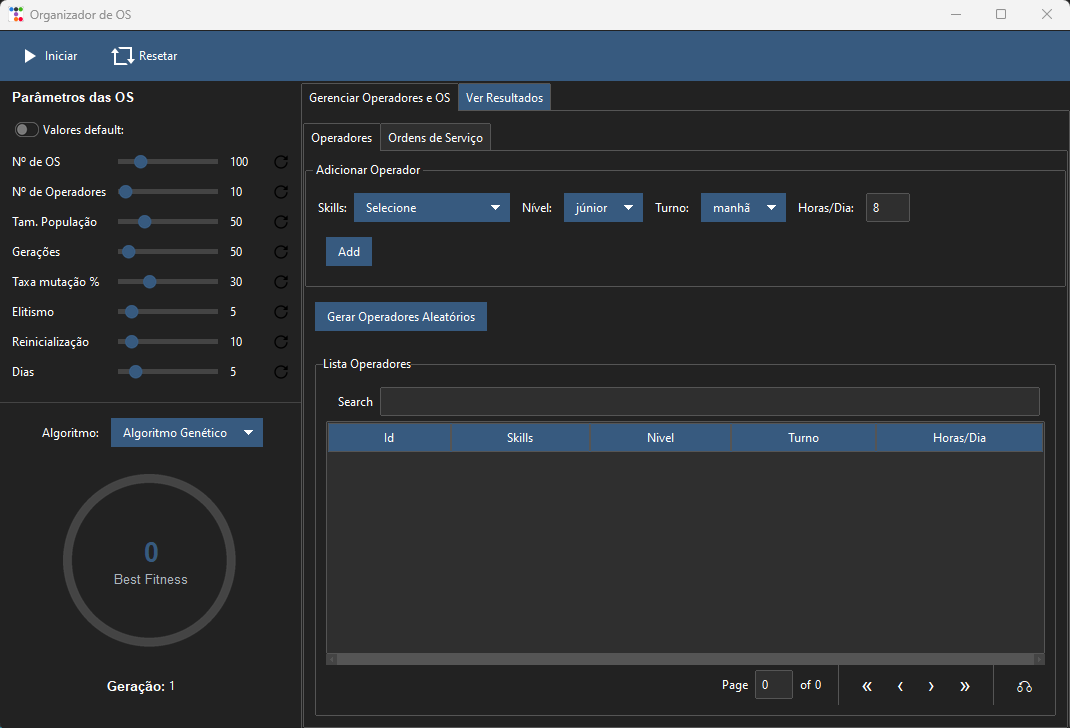 Organizador de OS
Iniciar Resetar
Parâmetros das OS
Valores default:
Nº de OS 100
Nº de Operadores 10
Tam. População 50
Gerações 50
Taxa mutação % 30
Elitismo 5
Reinicialização 10
Dias 5
Algoritmo: Algoritmo Genético
0
Best Fitness
Geração: 1
Gerenciar Operadores e OS Ver Resultados
Operadores Ordens de Serviço
Adicionar Operador
Skills: Selecione Nível: júnior Turno: manhã Horas/Dia: 8
Add
Gerar Operadores Aleatórios
Lista Operadores
Search
Id Skills Nivel Turno Horas/Dia
Page 0 of 0 « ‹ › »